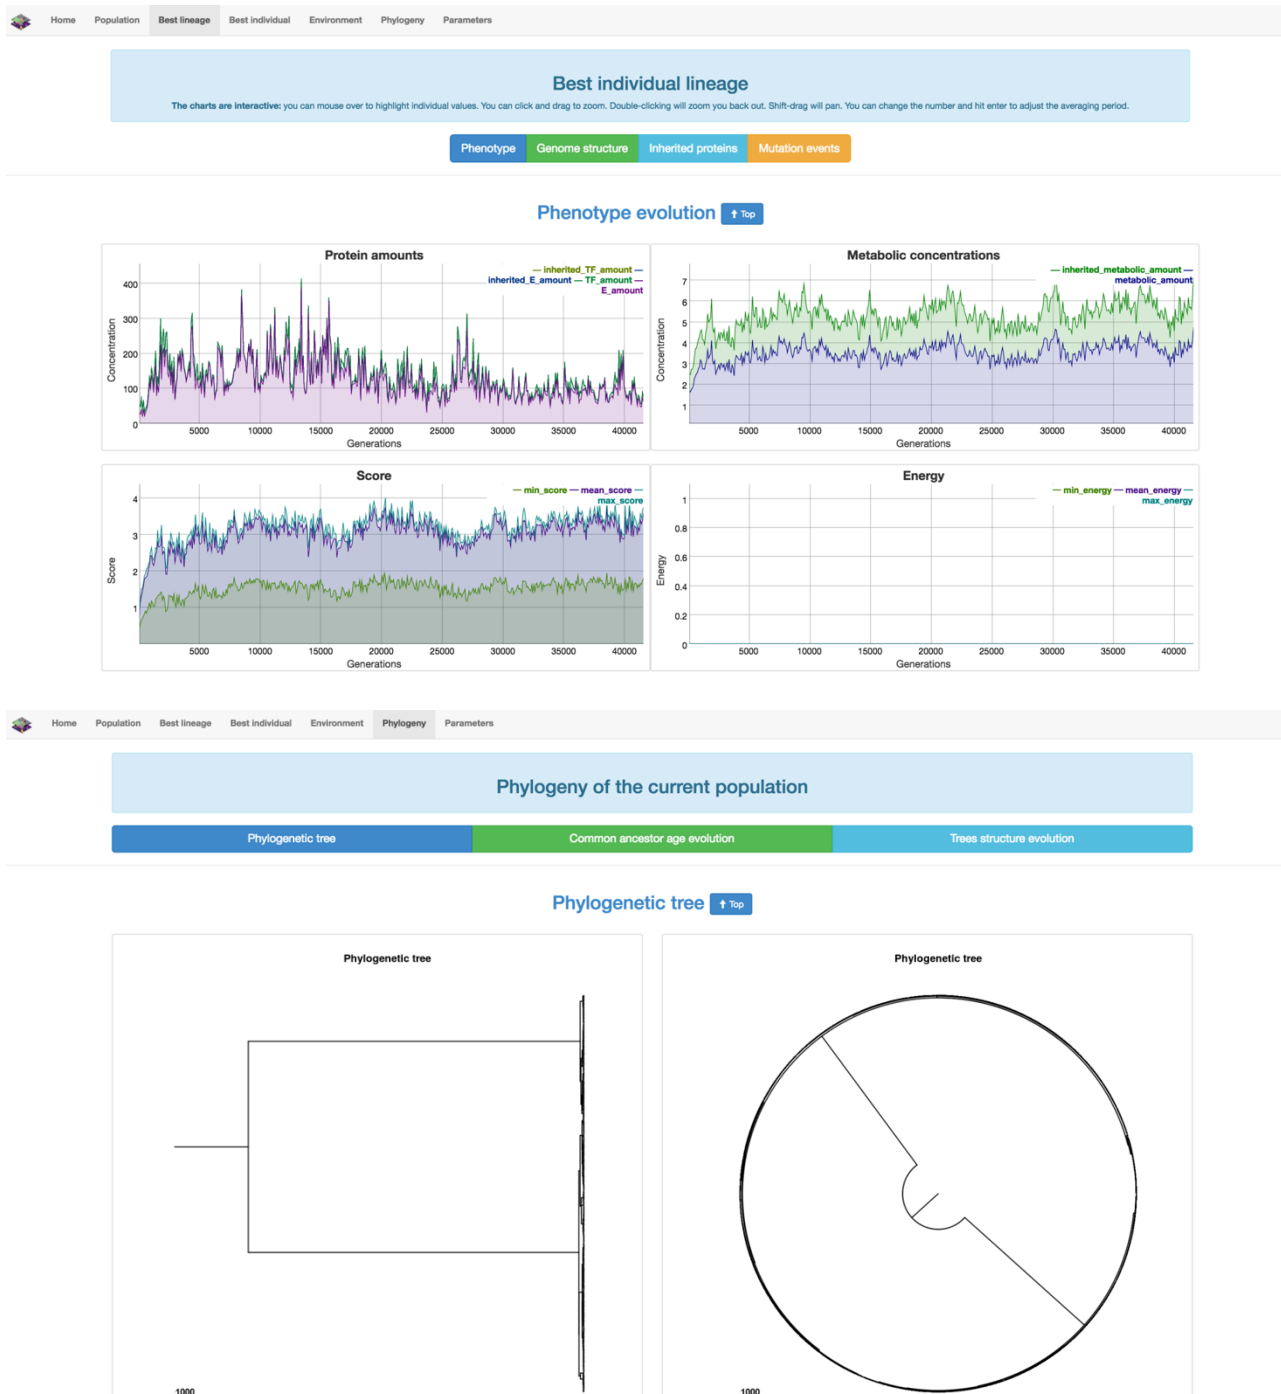 Home Population Best lineage Best individual Environment Phylogeny Parameters
Best individual lineage
The charts are interactive: you can mouse over to highlight individual values. You can click and drag to zoom. Double-clicking will zoom you back out. Shift-drag will pan. You can change the number and hit enter to adjust the averaging period.
Phenotype Genome structure Inherited proteins Mutation events
Phenotype evolution Top
Protein amounts
— inherited_TF_amount —
inherited_E_amount — TF_amount —
E_amount
Concentration
400
300
200
100
0
5000 10000 15000 20000 25000 30000 35000 40000
Generations
Metabolic concentrations
— inherited_metabolic_amount —
metabolic_amount
Concentration
7
6
5
4
3
2
1
5000 10000 15000 20000 25000 30000 35000 40000
Generations
Score
— min_score — mean_score —
max_score
Score
4
3
2
1
5000 10000 15000 20000 25000 30000 35000 40000
Generations
Energy
— min_energy — mean_energy —
max_energy
Energy
1
0.8
0.6
0.4
0.2
0
5000 10000 15000 20000 25000 30000 35000 40000
Generations
Home Population Best lineage Best individual Environment Phylogeny Parameters
Phylogeny of the current population
Phylogenetic tree Common ancestor age evolution Trees structure evolution
Phylogenetic tree Top
Phylogenetic tree
1000
Phylogenetic tree
1000